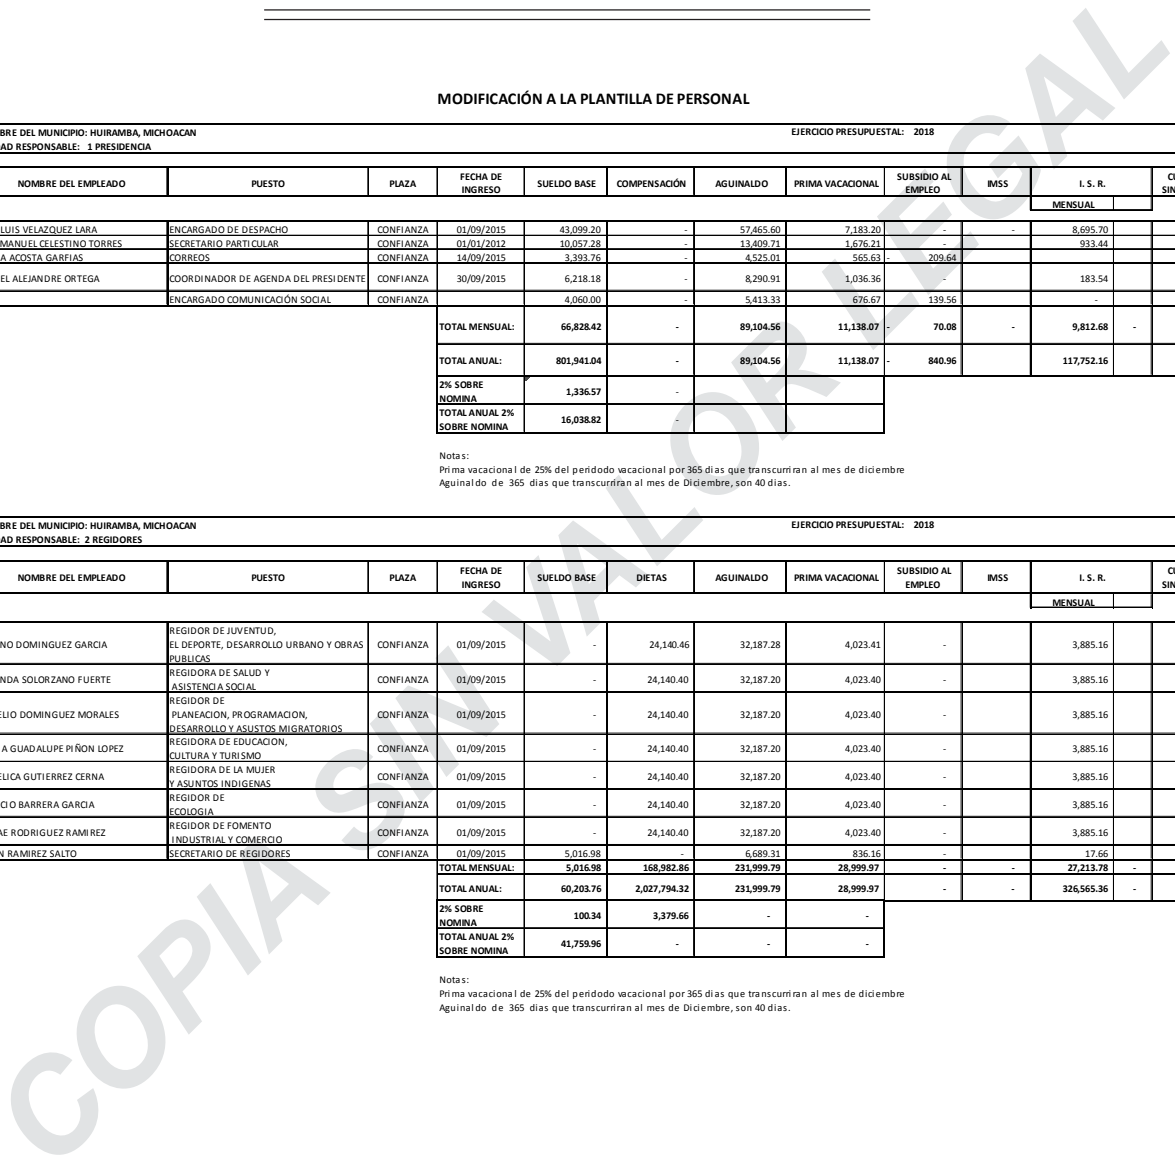 MODIFICACIÓN A LA PLANTILLA DE PERSONAL
BRE DEL MUNICIPIO: HUIRAMBA, MICHOACAN EJERCICIO PRESUPUESTAL: 2018
AD RESPONSABLE: 1 PRESIDENCIA
NOMBRE DEL EMPLEADO PUESTO PLAZA FECHA DE INGRESO SUELDO BASE COMPENSACIÓN AGUINALDO PRIMA VACACIONAL SUBSIDIO AL EMPLEO IMSS I. S. R. CU SIN
MENSUAL
LUIS VELAZQUEZ LARA ENCARGADO DE DESPACHO CONFIANZA 01/09/2015 43,099.20 - 57,465.60 7,183.20 - - 8,695.70
MANUEL CELESTINO TORRES SECRETARIO PARTICULAR CONFIANZA 01/01/2012 10,057.28 - 13,409.71 1,676.21 - 933.44
A ACOSTA GARFIAS CORREOS CONFIANZA 14/09/2015 3,393.76 - 4,525.01 565.63 - 209.64
EL ALEJANDRE ORTEGA COORDINADOR DE AGENDA DEL PRESIDENTE CONFIANZA 30/09/2015 6,218.18 - 8,290.91 1,036.36 - 183.54
ENCARGADO COMUNICACIÓN SOCIAL CONFIANZA 4,060.00 - 5,413.33 676.67 139.56 -
TOTAL MENSUAL: 66,828.42 - 89,104.56 11,138.07 - 70.08 - 9,812.68 -
TOTAL ANUAL: 801,941.04 - 89,104.56 11,138.07 - 840.96 117,752.16
2% SOBRE
NOMINA 1,336.57 -
TOTAL ANUAL 2%
SOBRE NOMINA 16,038.82 -
Notas:
Prima vacacional de 25% del peridodo vacacional por 365 dias que transcurriran al mes de diciembre
Aguinaldo de 365 dias que transcurriran al mes de Diciembre, son 40 dias.
BRE DEL MUNICIPIO: HUIRAMBA, MICHOACAN EJERCICIO PRESUPUESTAL: 2018
AD RESPONSABLE: 2 REGIDORES
NOMBRE DEL EMPLEADO PUESTO PLAZA FECHA DE INGRESO SUELDO BASE DIETAS AGUINALDO PRIMA VACACIONAL SUBSIDIO AL EMPLEO IMSS I. S. R. CU SIN
MENSUAL
REGIDOR DE JUVENTUD,
NO DOMINGUEZ GARCIA EL DEPORTE, DESARROLLO URBANO Y OBRAS CONFIANZA 01/09/2015 - 24,140.46 32,187.28 4,023.41 - 3,885.16
PUBLICAS
REGIDORA DE SALUD Y
NDA SOLORZANO FUERTE ASISTENCIA SOCIAL CONFIANZA 01/09/2015 - 24,140.40 32,187.20 4,023.40 - 3,885.16
REGIDOR DE
ELIO DOMINGUEZ MORALES PLANEACION, PROGRAMACION, CONFIANZA 01/09/2015 - 24,140.40 32,187.20 4,023.40 - 3,885.16
DESARROLLO Y ASUSTOS MIGRATORIOS
REGIDORA DE EDUCACION,
A GUADALUPE PIÑON LOPEZ CULTURA Y TURISMO CONFIANZA 01/09/2015 - 24,140.40 32,187.20 4,023.40 - 3,885.16
REGIDORA DE LA MUJER
ELICA GUTIERREZ CERNA Y ASUNTOS INDIGENAS CONFIANZA 01/09/2015 - 24,140.40 32,187.20 4,023.40 - 3,885.16
REGIDOR DE
CIO BARRERA GARCIA ECOLOGIA CONFIANZA 01/09/2015 - 24,140.40 32,187.20 4,023.40 - 3,885.16
REGIDOR DE FOMENTO
AE RODRIGUEZ RAMIREZ INDUSTRIAL Y COMERCIO CONFIANZA 01/09/2015 - 24,140.40 32,187.20 4,023.40 - 3,885.16
N RAMIREZ SALTO SECRETARIO DE REGIDORES CONFIANZA 01/09/2015 5,016.98 - 6,689.31 836.16 - 17.66
TOTAL MENSUAL: 5,016.98 168,982.86 231,999.79 28,999.97 - - 27,213.78 -
TOTAL ANUAL: 60,203.76 2,027,794.32 231,999.79 28,999.97 - - 326,565.36 -
2% SOBRE
NOMINA 100.34 3,379.66 - -
TOTAL ANUAL 2%
SOBRE NOMINA 41,759.96 - - -
Notas:
Prima vacacional de 25% del peridodo vacacional por 365 dias que transcurriran al mes de diciembre
Aguinaldo de 365 dias que transcurriran al mes de Diciembre, son 40 dias.
COPIA SIN VALOR LEGAL